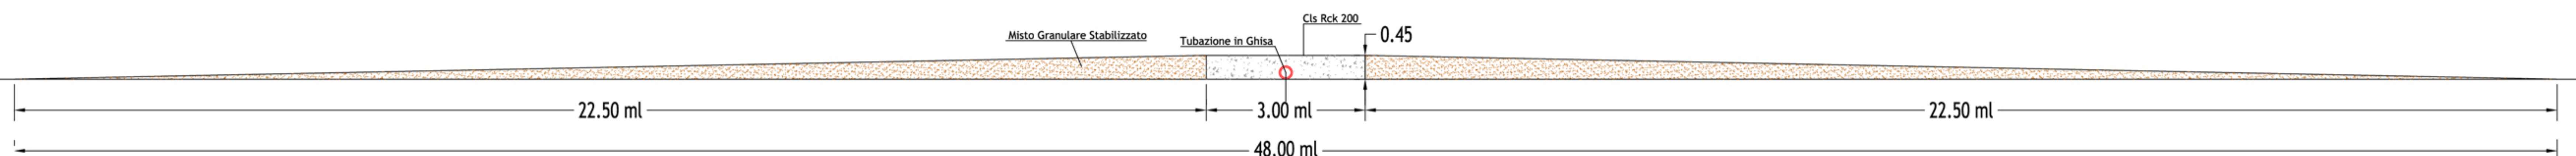 Cls Rck 200
Misto Granulare Stabilizzato
Tubazione in Ghisa
0.45
22.50 ml
3.00 ml
22.50 ml
48.00 ml